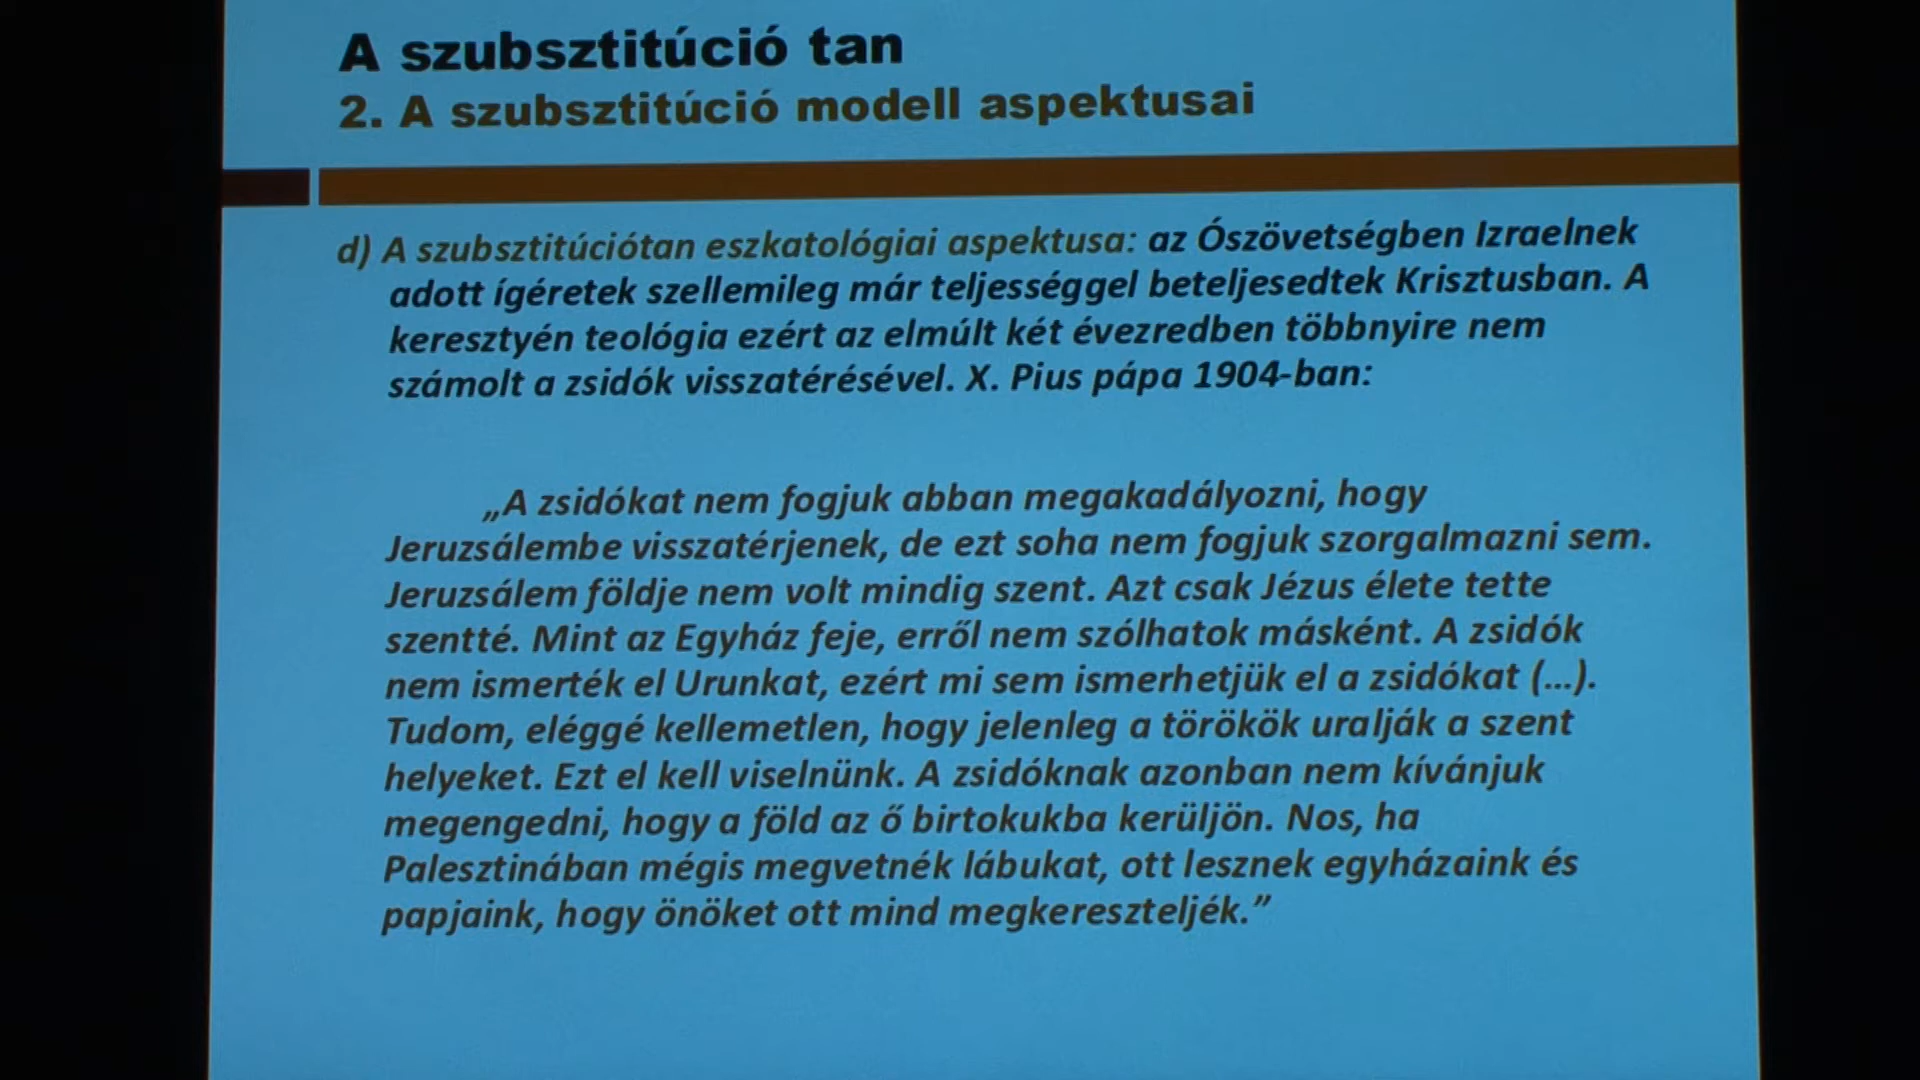 A szubsztitúció tan
2. A szubsztitúció modell aspektusai
d) A szubsztitúciótan eszkatológiai aspektusa: az Ószövetségben Izraelnek
adott ígéretek szellemileg már teljességgel beteljesedtek Krisztusban. A
keresztyén teológia ezért az elmúlt két évezredben többnyire nem
számolt a zsidók visszatérésével. X. Pius pápa 1904-ban:
„A zsidókat nem fogjuk abban megakadályozni, hogy
Jeruzsálembe visszatérjenek, de ezt soha nem fogjuk szorgalmazni sem.
Jeruzsálem földje nem volt mindig szent. Azt csak Jézus élete tette
szentté. Mint az Egyház feje, erről nem szólhatok másként. A zsidók
nem ismerték el Urunkat, ezért mi sem ismerhetjük el a zsidókat (...).
Tudom, eléggé kellemetlen, hogy jelenleg a törökök uralják a szent
helyeket. Ezt el kell viselnünk. A zsidóknak azonban nem kívánjuk
megengedni, hogy a föld az ő birtokukba kerüljön. Nos, ha
Palesztinában mégis megvetnék lábukat, ott lesznek egyházaink és
papjaink, hogy önöket ott mind megkereszteljék.”